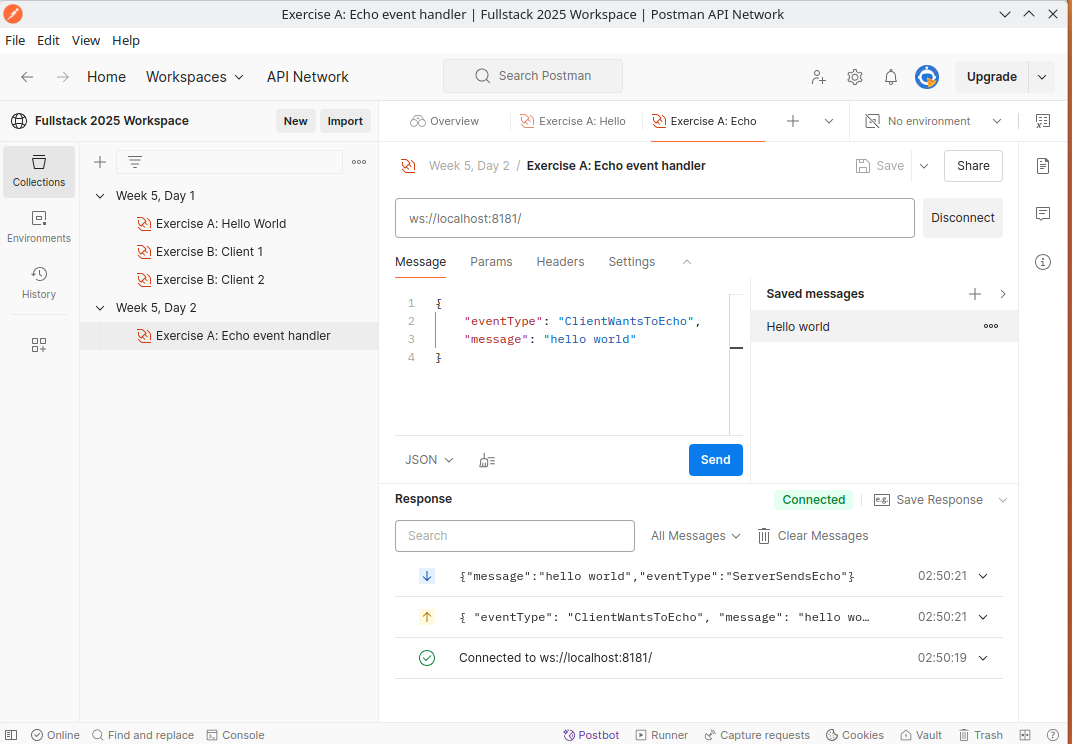 Exercise A: Echo event handler | Fullstack 2025 Workspace | Postman API Network
File Edit View Help
Home Workspaces API Network Search Postman Upgrade
Fullstack 2025 Workspace New Import
Overview Exercise A: Hello Exercise A: Echo No environment
Collections
Environments
History
Week 5, Day 1
Exercise A: Hello World
Exercise B: Client 1
Exercise B: Client 2
Week 5, Day 2
Exercise A: Echo event handler
Week 5, Day 2 / Exercise A: Echo event handler Save Share
ws://localhost:8181/ Disconnect
Message Params Headers Settings
1 {
2 "eventType": "ClientWantsToEcho",
3 "message": "hello world"
4 }
JSON Send
Saved messages
Hello world
Response Connected e.g. Save Response
Search All Messages Clear Messages
{"message":"hello world","eventType":"ServerSendsEcho"} 02:50:21
{ "eventType": "ClientWantsToEcho", "message": "hello wo… 02:50:21
Connected to ws://localhost:8181/ 02:50:19
Online Find and replace Console Postbot Runner Capture requests Cookies Vault Trash